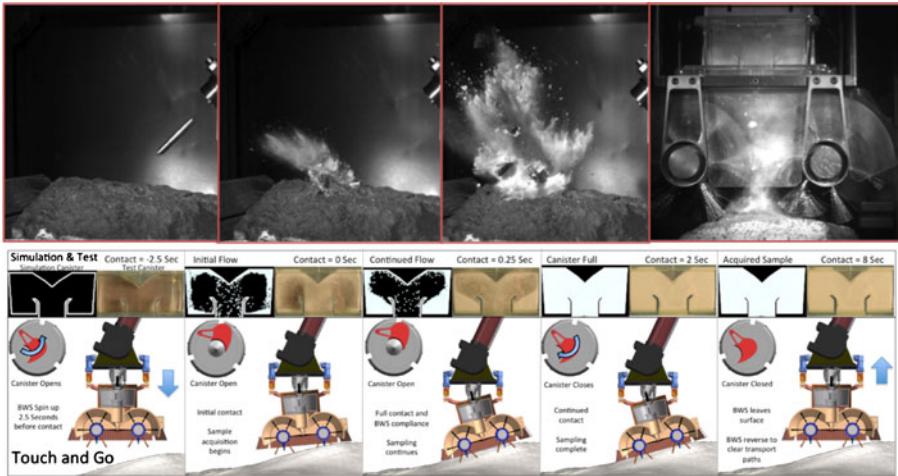 Simulation & Test
Contact = -2.5 Sec
Simulation Canister
Test Canister
Canister Opens
BWS Spin up
2.5 Seconds
before contact
Touch and Go
Initial Flow
Contact = 0 Sec
Canister Open
Initial contact
Sample
acquisition
begins
Continued Flow
Contact = 0.25 Sec
Canister Open
Full contact and
BWS compliance
Sampling
continues
Canister Full
Contact = 2 Sec
Canister Closes
Continued
contact
Sampling
complete
Acquired Sample
Contact = 8 Sec
Canister Closed
BWS leaves
surface
BWS reverse to
clear transport
paths